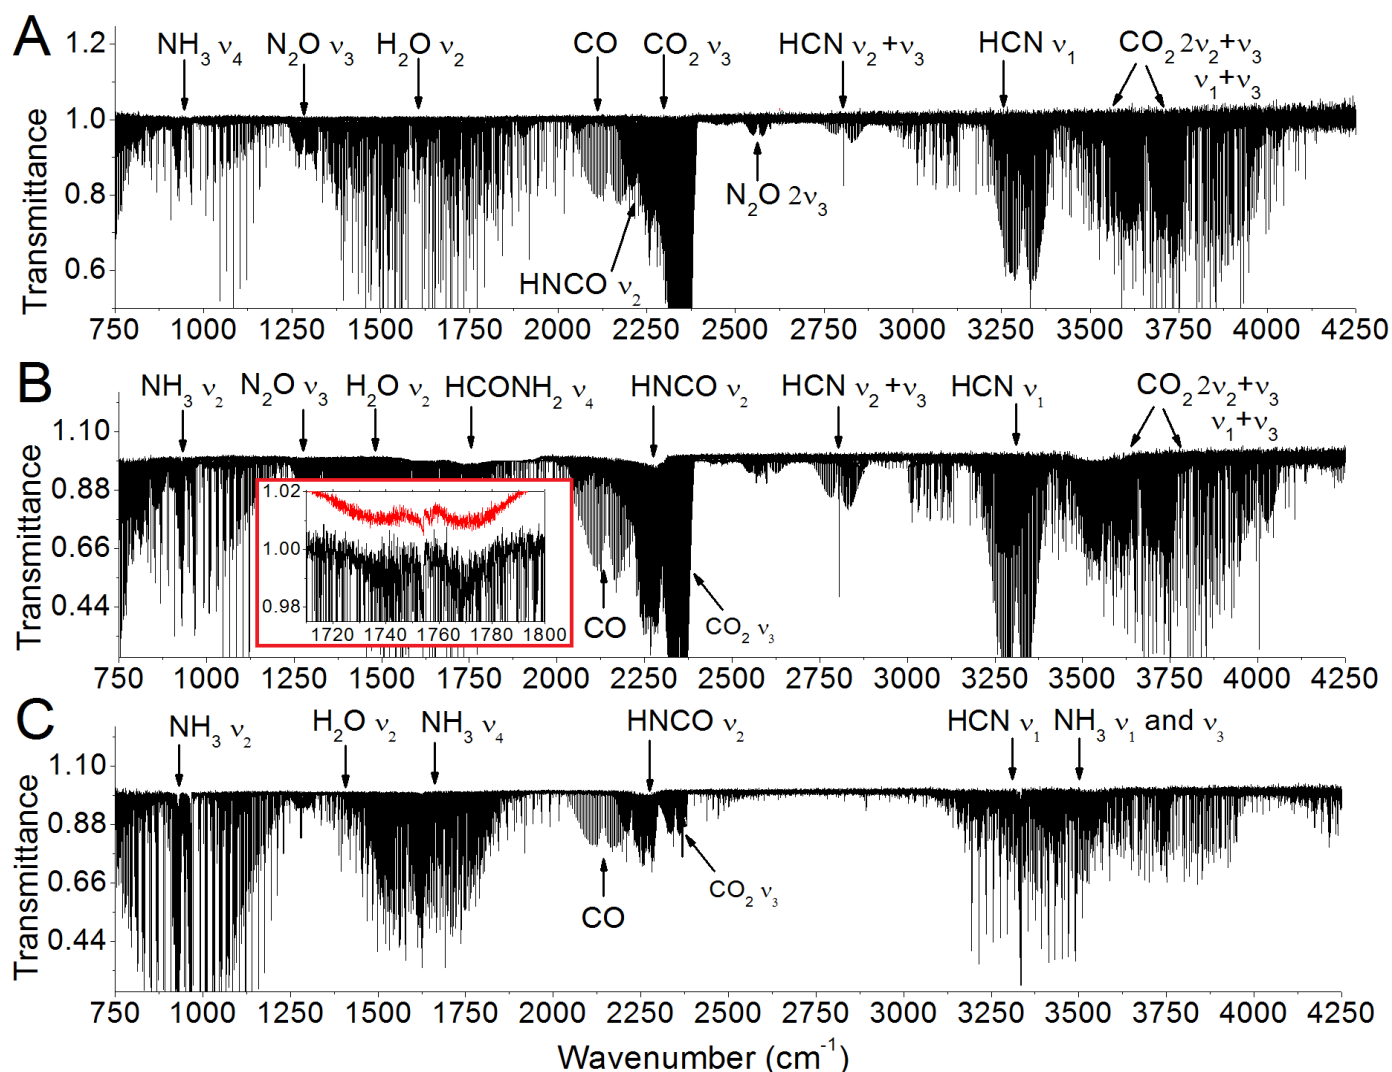 A
NH3 ν4
N2O ν3
H2O ν2
CO
CO2 ν3
HCN ν2+ν3
HCN ν1
CO2 2ν2+ν3
ν1+ν3
1.2
1.0
0.8
0.6
Transmittance
N2O 2ν3
HNCO ν2
750 1000 1250 1500 1750 2000 2250 2500 2750 3000 3250 3500 3750 4000 4250
B
NH3 ν2
N2O ν3
H2O ν2
HCONH2 ν4
HNCO ν2
HCN ν2+ν3
HCN ν1
CO2 2ν2+ν3
ν1+ν3
1.10
0.88
0.66
0.44
Transmittance
1.02
1.00
0.98
1720 1740 1760 1780 1800
CO
CO2 ν3
750 1000 1250 1500 1750 2000 2250 2500 2750 3000 3250 3500 3750 4000 4250
C
NH3 ν2
H2O ν2
NH3 ν4
HNCO ν2
HCN ν1
NH3 ν1 and ν3
1.10
0.88
0.66
0.44
Transmittance
CO
CO2 ν3
750 1000 1250 1500 1750 2000 2250 2500 2750 3000 3250 3500 3750 4000 4250
Wavenumber (cm-1)